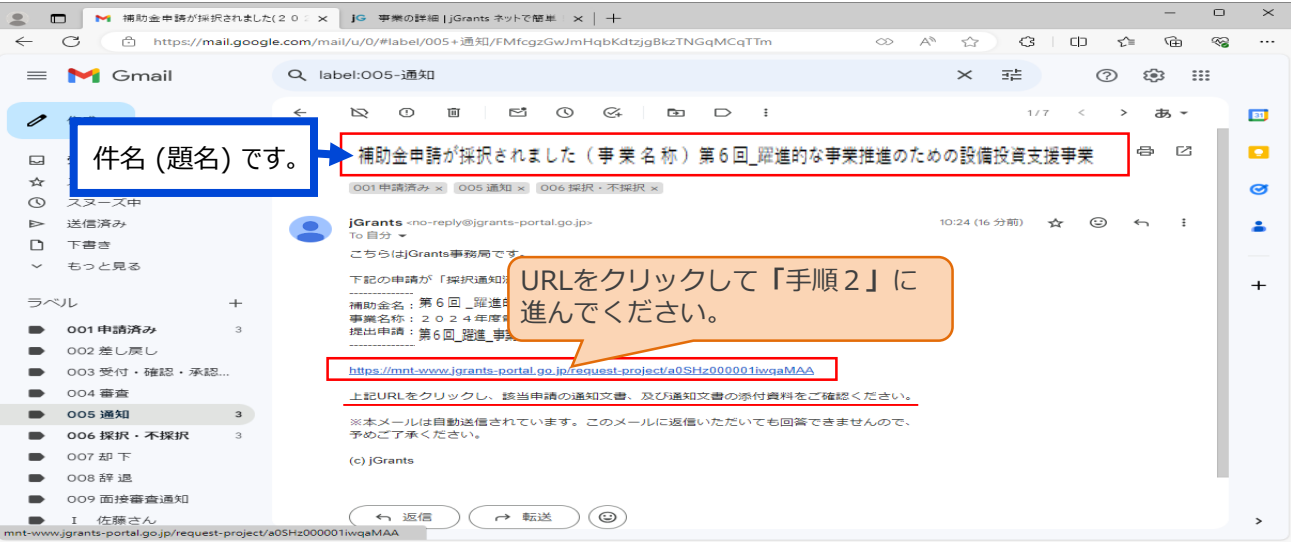 補助金申請が採択されました(２０
jG 事業の詳細 | jGrants ネットで簡単
https://mail.google.com/mail/u/0/#label/005+通知/FMfcgzGwJmHqbKdtzjgBkzTNGqMCqTTm
Gmail
label:005-通知
1/7
あ
31
件名 (題名) です。
補助金申請が採択されました（事業名称）第６回_躍進的な事業推進のための設備投資支援事業
001 申請済み × 005 通知 × 006 採択・不採択 ×
スヌーズ中
送信済み
下書き
もっと見る
ラベル
001 申請済み 3
002 差し戻し
003 受付・確認・承認...
004 審査
005 通知 3
006 採択・不採択 3
007 却下
008 辞退
009 面接審査通知
I 佐藤さん
jGrants <no-reply@jgrants-portal.go.jp>
10:24 (16 分前)
To 自分
こちらはjGrants事務局です。
下記の申請が「採択通知
補助金名：第６回_躍進
事業名称：２０２４年度
提出申請：第６回_躍進_事
URLをクリックして「手順２」に
進んでください。
https://mnt-www.jgrants-portal.go.jp/request-project/a0SHz000001iwqaMAA
上記URLをクリックし、該当申請の通知文書、及び通知文書の添付資料をご確認ください。
※本メールは自動送信されています。このメールに返信いただいても回答できませんので、
予めご了承ください。
(c) jGrants
返信
転送
mnt-www.jgrants-portal.go.jp/request-project/a0SHz000001iwqaMAA